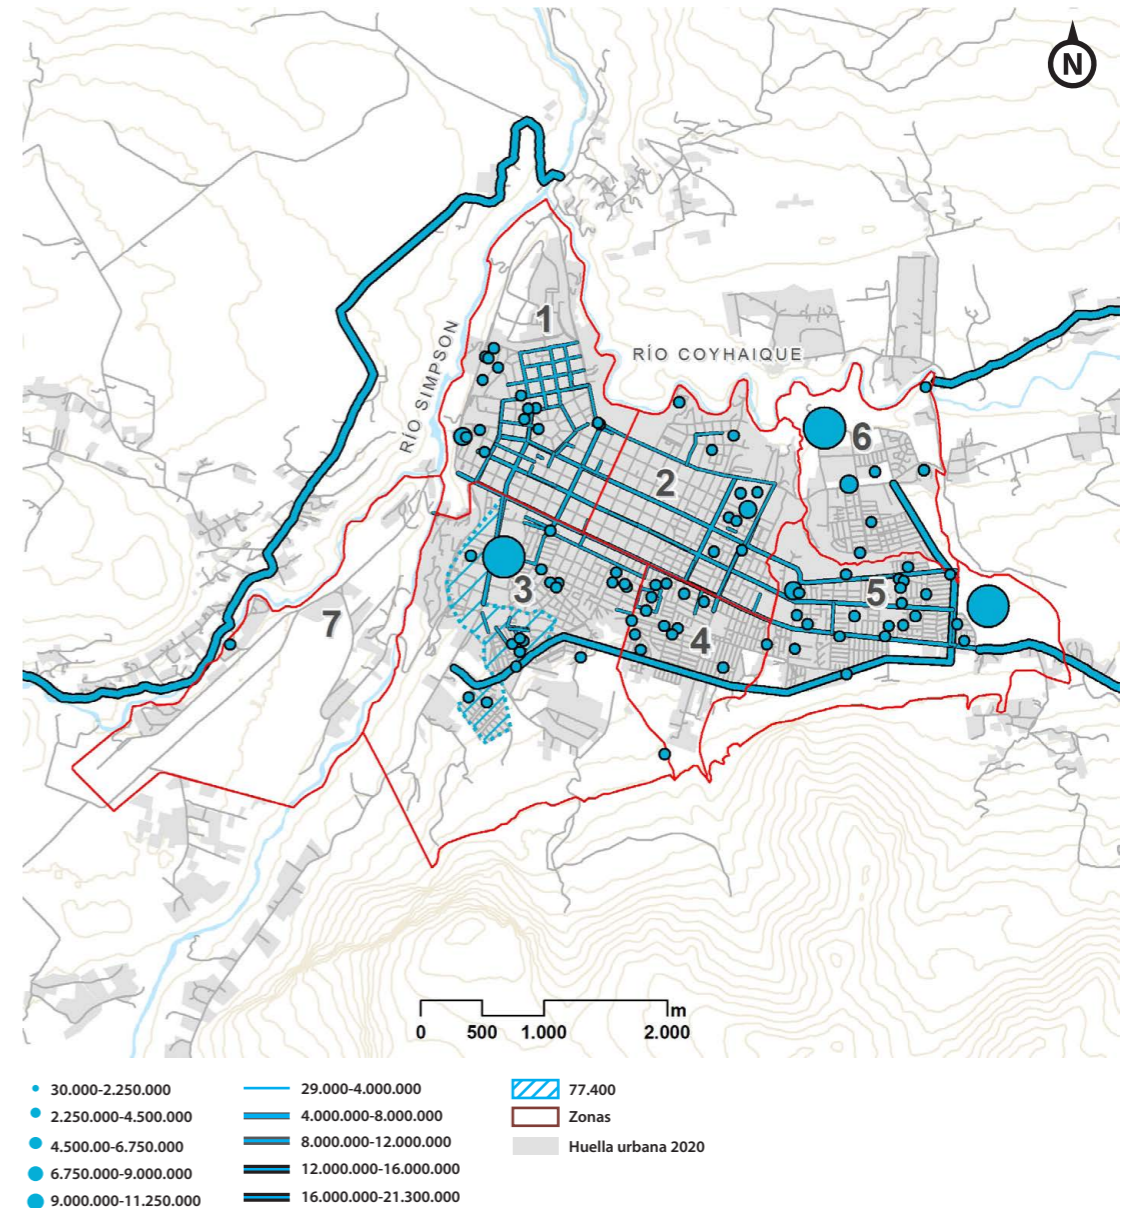 N
1
RÍO COYHAIQUE
RÍO SIMPSON
6
2
3
5
7
4
m
0 500 1.000 2.000
30.000-2.250.000
2.250.000-4.500.000
4.500.00-6.750.000
6.750.000-9.000.000
9.000.000-11.250.000
29.000-4.000.000
4.000.000-8.000.000
8.000.000-12.000.000
12.000.000-16.000.000
16.000.000-21.300.000
77.400
Zonas
Huella urbana 2020